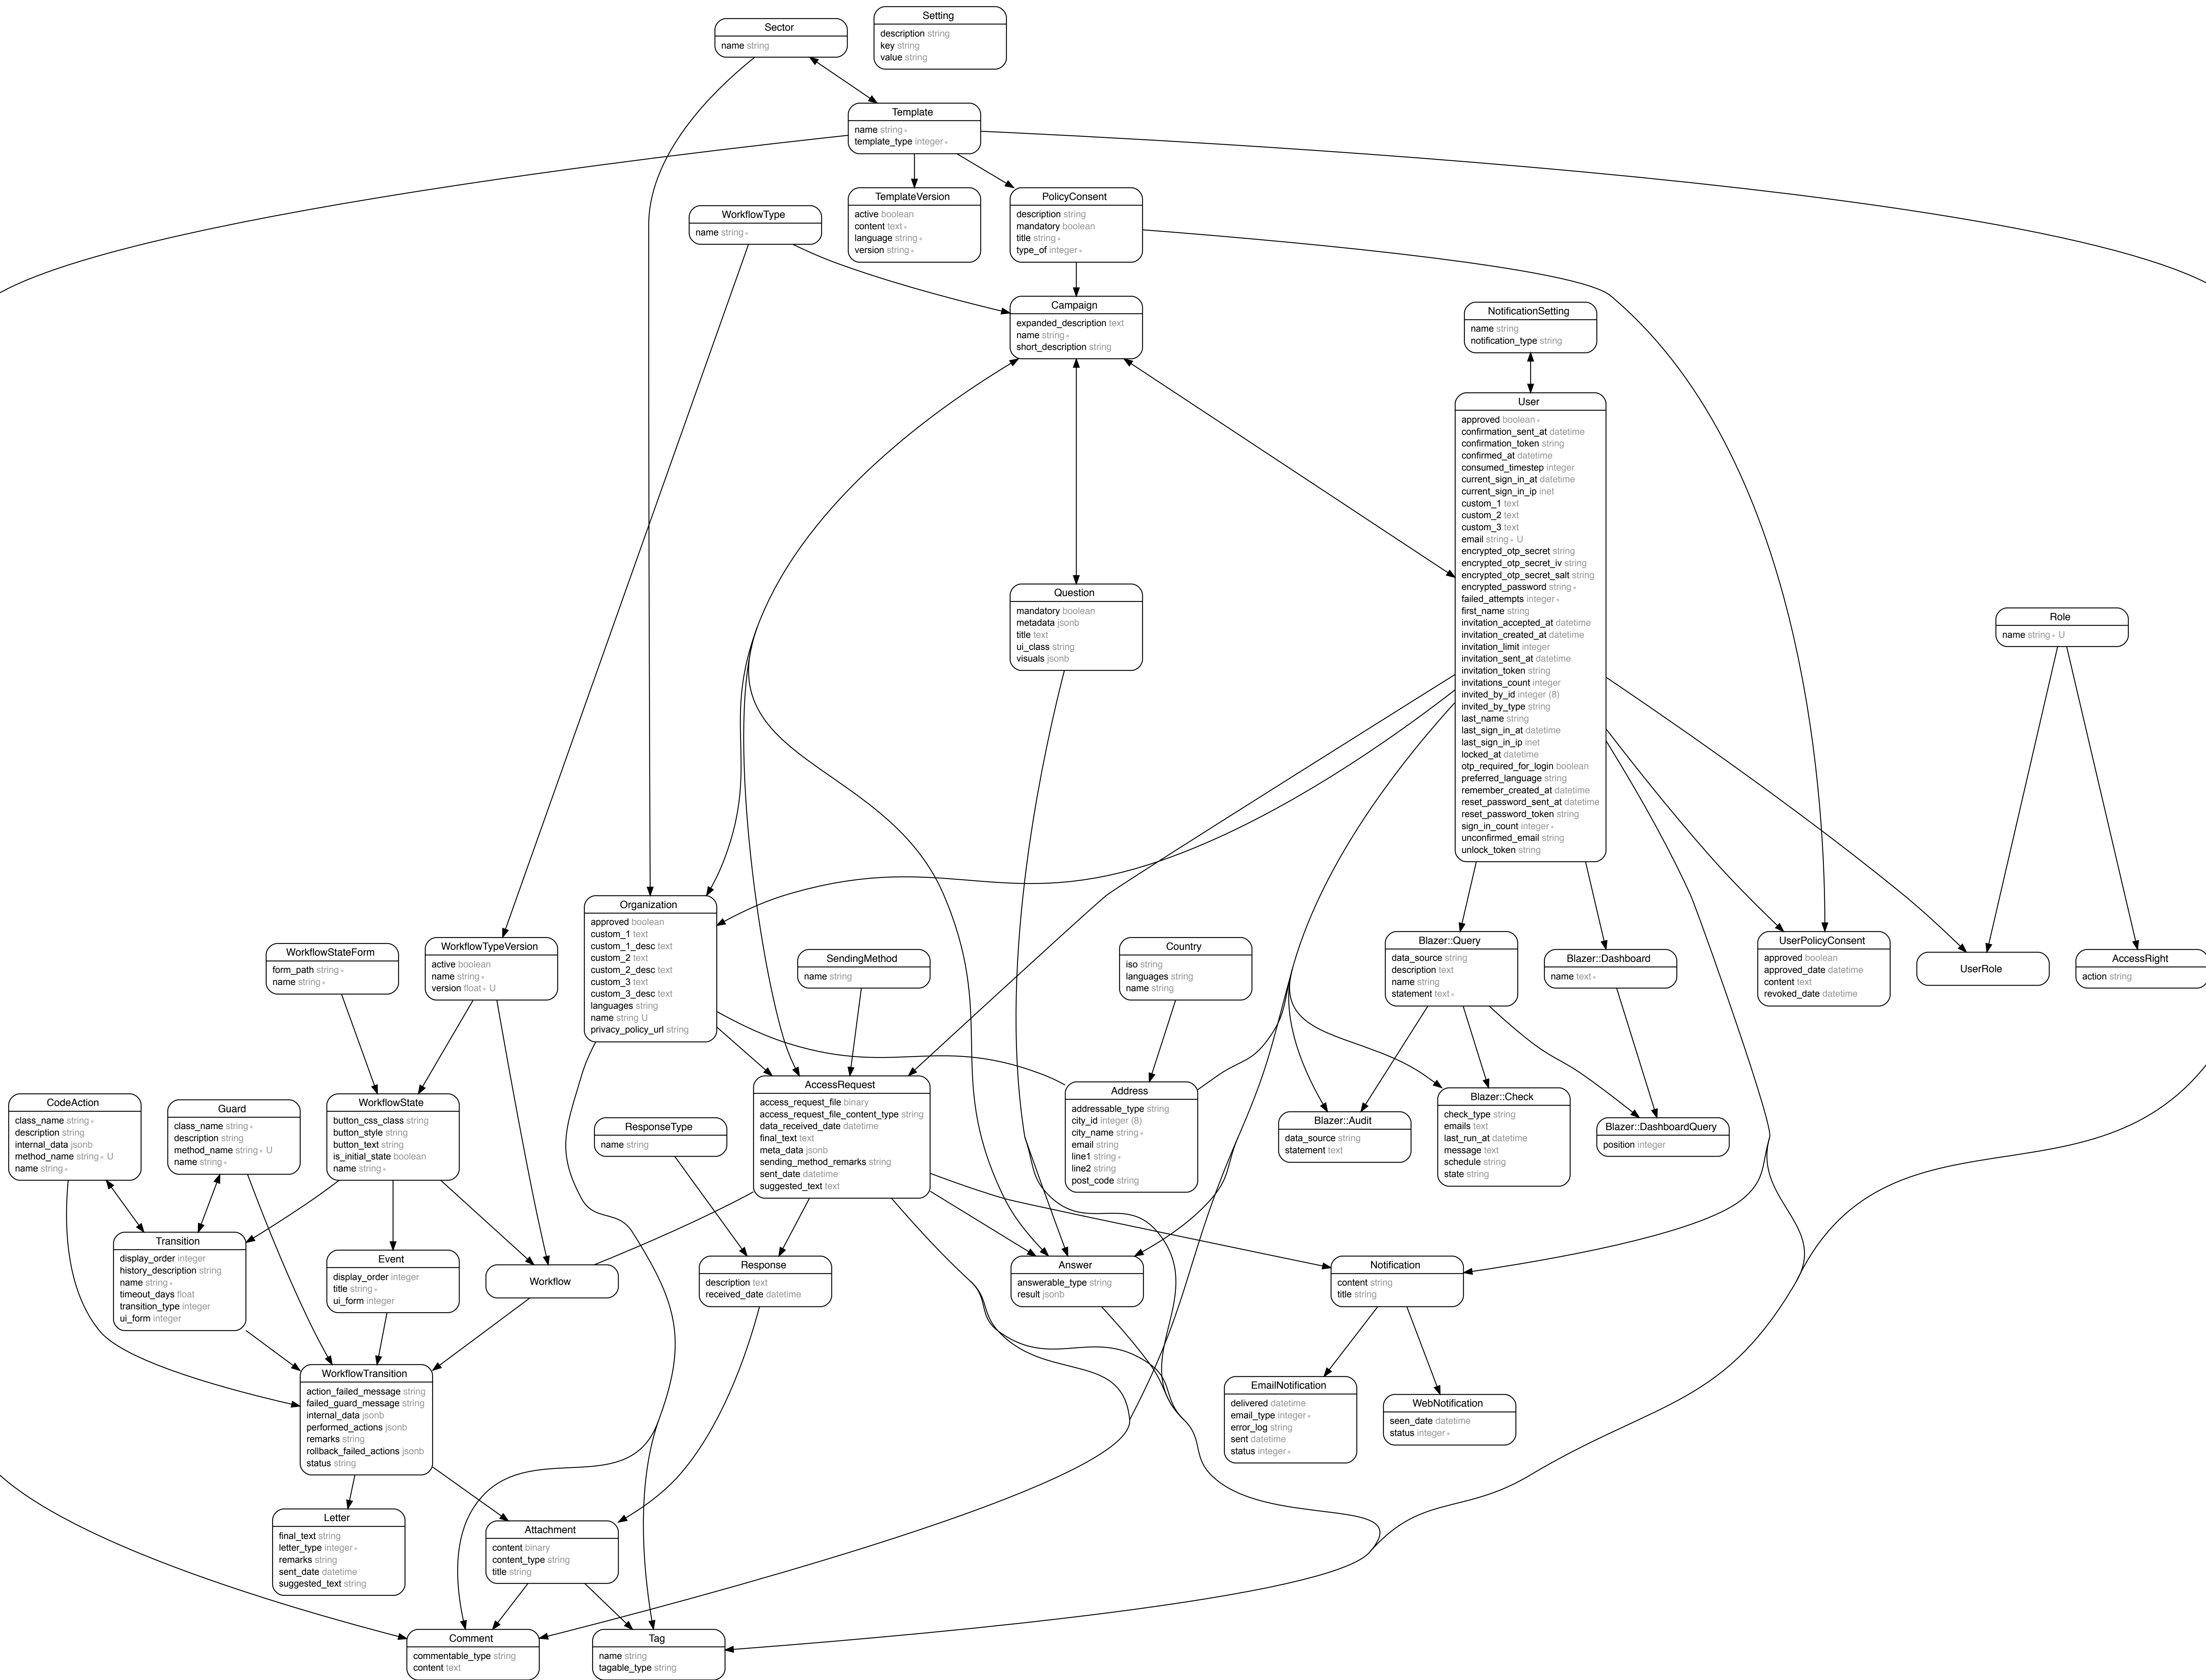 Sector
name string
Setting
description string
key string
value string
Template
name string *
template_type integer *
TemplateVersion
active boolean
content text *
language string *
version string *
PolicyConsent
description string
mandatory boolean
title string *
type_of integer *
WorkflowType
name string *
Campaign
expanded_description text
name string *
short_description string
NotificationSetting
name string
notification_type string
User
approved boolean *
confirmation_sent_at datetime
confirmation_token string
confirmed_at datetime
consumed_timestep integer
current_sign_in_at datetime
current_sign_in_ip inet
custom_1 text
custom_2 text
custom_3 text
email string * U
encrypted_otp_secret string
encrypted_otp_secret_iv string
encrypted_otp_secret_salt string
encrypted_password string *
failed_attempts integer *
first_name string
invitation_accepted_at datetime
invitation_created_at datetime
invitation_limit integer
invitation_sent_at datetime
invitation_token string
invitations_count integer
invited_by_id integer (8)
invited_by_type string
last_name string
last_sign_in_at datetime
last_sign_in_ip inet
locked_at datetime
otp_required_for_login boolean
preferred_language string
remember_created_at datetime
reset_password_sent_at datetime
reset_password_token string
sign_in_count integer *
unconfirmed_email string
unlock_token string
Question
mandatory boolean
metadata jsonb
title text
ui_class string
visuals jsonb
Role
name string * U
Organization
approved boolean
custom_1 text
custom_1_desc text
custom_2 text
custom_2_desc text
custom_3 text
custom_3_desc text
languages string
name string U
privacy_policy_url string
WorkflowStateForm
form_path string *
name string *
WorkflowTypeVersion
active boolean
name string *
version float * U
SendingMethod
name string
Country
iso string
languages string
name string
Blazer::Query
data_source string
description text
name string
statement text *
Blazer::Dashboard
name text *
UserPolicyConsent
approved boolean
approved_date datetime
content text
revoked_date datetime
UserRole
AccessRight
action string
CodeAction
class_name string *
description string
internal_data jsonb
method_name string * U
name string *
Guard
class_name string *
description string
method_name string * U
name string *
WorkflowState
button_css_class string
button_style string
button_text string
is_initial_state boolean
name string *
ResponseType
name string
AccessRequest
access_request_file binary
access_request_file_content_type string
data_received_date datetime
final_text text
meta_data jsonb
sending_method_remarks string
sent_date datetime
suggested_text text
Address
addressable_type string
city_id integer (8)
city_name string *
email string
line1 string *
line2 string
post_code string
Blazer::Audit
data_source string
statement text
Blazer::Check
check_type string
emails text
last_run_at datetime
message text
schedule string
state string
Blazer::DashboardQuery
position integer
Transition
display_order integer
history_description string
name string *
timeout_days float
transition_type integer
ui_form integer
Event
display_order integer
title string *
ui_form integer
Workflow
Response
description text
received_date datetime
Answer
answerable_type string
result jsonb
Notification
content string
title string
WorkflowTransition
action_failed_message string
failed_guard_message string
internal_data jsonb
performed_actions jsonb
remarks string
rollback_failed_actions jsonb
status string
EmailNotification
delivered datetime
email_type integer *
error_log string
sent datetime
status integer *
WebNotification
seen_date datetime
status integer *
Letter
final_text string
letter_type integer *
remarks string
sent_date datetime
suggested_text string
Attachment
content binary
content_type string
title string
Comment
commentable_type string
content text
Tag
name string
tagable_type string